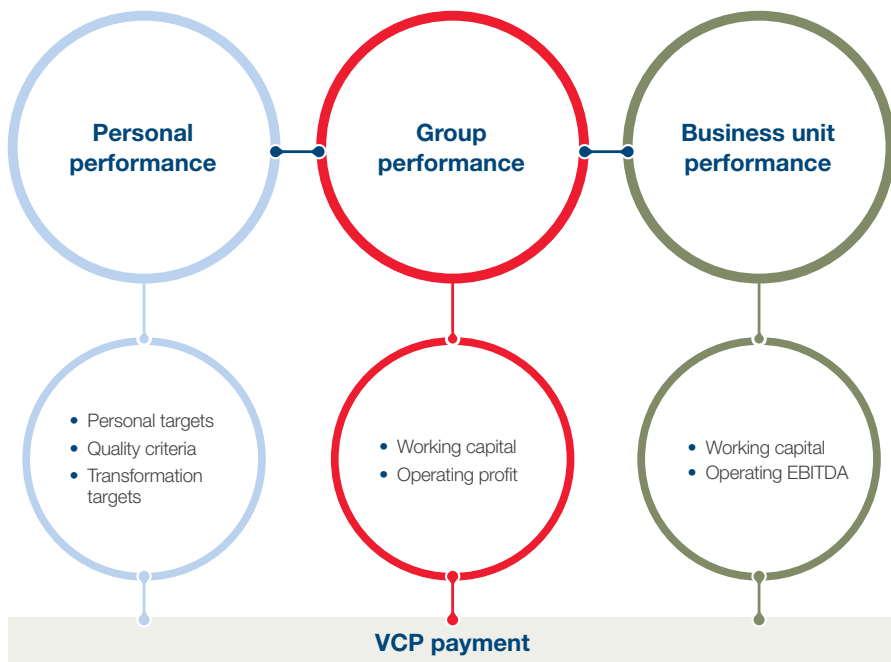 Personal
performance
Group
performance
Business unit
performance
• Personal targets
• Quality criteria
• Transformation
targets
• Working capital
• Operating profit
• Working capital
• Operating EBITDA
VCP payment